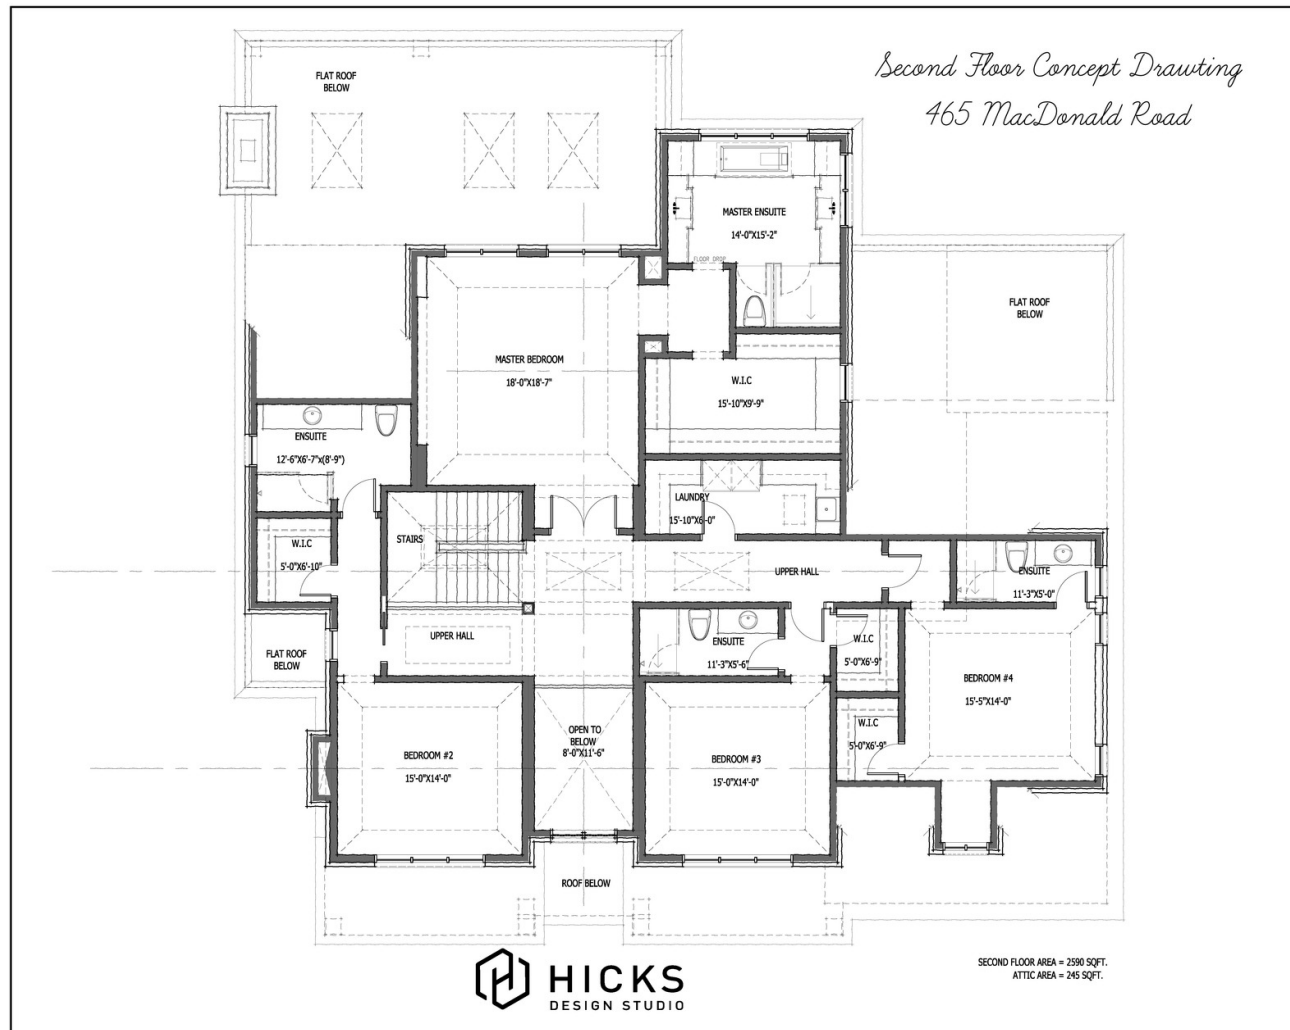 Second Floor Concept Drawting
465 MacDonald Road
FLAT ROOF
BELOW
MASTER ENSUITE
14'-0"X15'-2"
FLOOR DROP
FLAT ROOF
BELOW
MASTER BEDROOM
18'-0"X18'-7"
W.I.C
15'-10"X9'-9"
ENSUITE
12'-6"X6'-7"x(8'-9")
LAUNDRY
15'-10"X6'-0"
STAIRS
W.I.C
5'-0"X6'-10"
UPPER HALL
ENSUITE
11'-3"X5'-0"
UPPER HALL
ENSUITE
11'-3"X5'-6"
W.I.C
5'-0"X6'-9"
FLAT ROOF
BELOW
BEDROOM #4
15'-5"X14'-0"
W.I.C
5'-0"X6'-9"
OPEN TO
BELOW
8'-0"X11'-6"
BEDROOM #2
15'-0"X14'-0"
BEDROOM #3
15'-0"X14'-0"
ROOF BELOW
HICKS
DESIGN STUDIO
SECOND FLOOR AREA = 2590 SQFT.
ATTIC AREA = 245 SQFT.